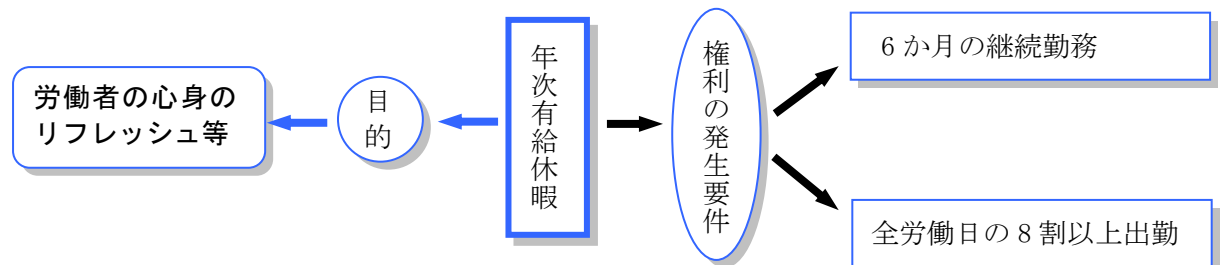 労働者の心身の
リフレッシュ等
目的
年次有給休暇
権利の発生要件
6か月の継続勤務
全労働日の8割以上出勤